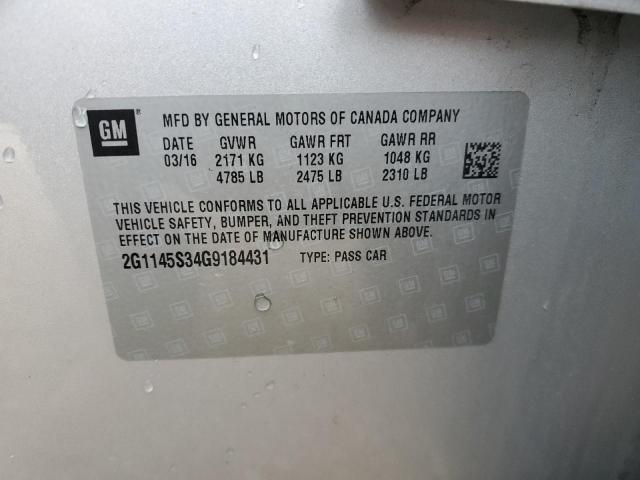 GM
MFD BY GENERAL MOTORS OF CANADA COMPANY
DATE GVWR GAWR FRT GAWR RR
03/16 2171 KG 1123 KG 1048 KG
4785 LB 2475 LB 2310 LB
THIS VEHICLE CONFORMS TO ALL APPLICABLE U.S. FEDERAL MOTOR
VEHICLE SAFETY, BUMPER, AND THEFT PREVENTION STANDARDS IN
EFFECT ON THE DATE OF MANUFACTURE SHOWN ABOVE.
2G1145S34G9184431 TYPE: PASS CAR